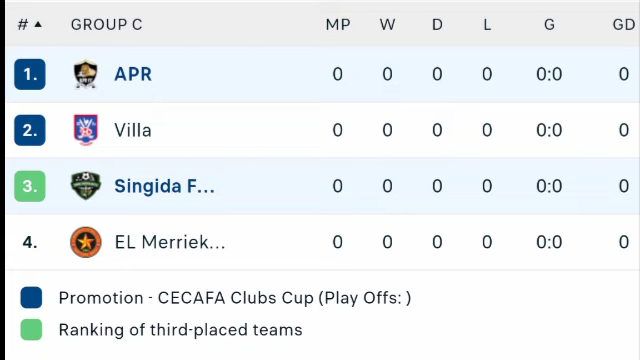 # ▲ GROUP C MP W D L G GD
1. APR 0 0 0 0 0:0 0
2. Villa 0 0 0 0 0:0 0
3. Singida F... 0 0 0 0 0:0 0
4. EL Merriek... 0 0 0 0 0:0 0
Promotion - CECAFA Clubs Cup (Play Offs: )
Ranking of third-placed teams